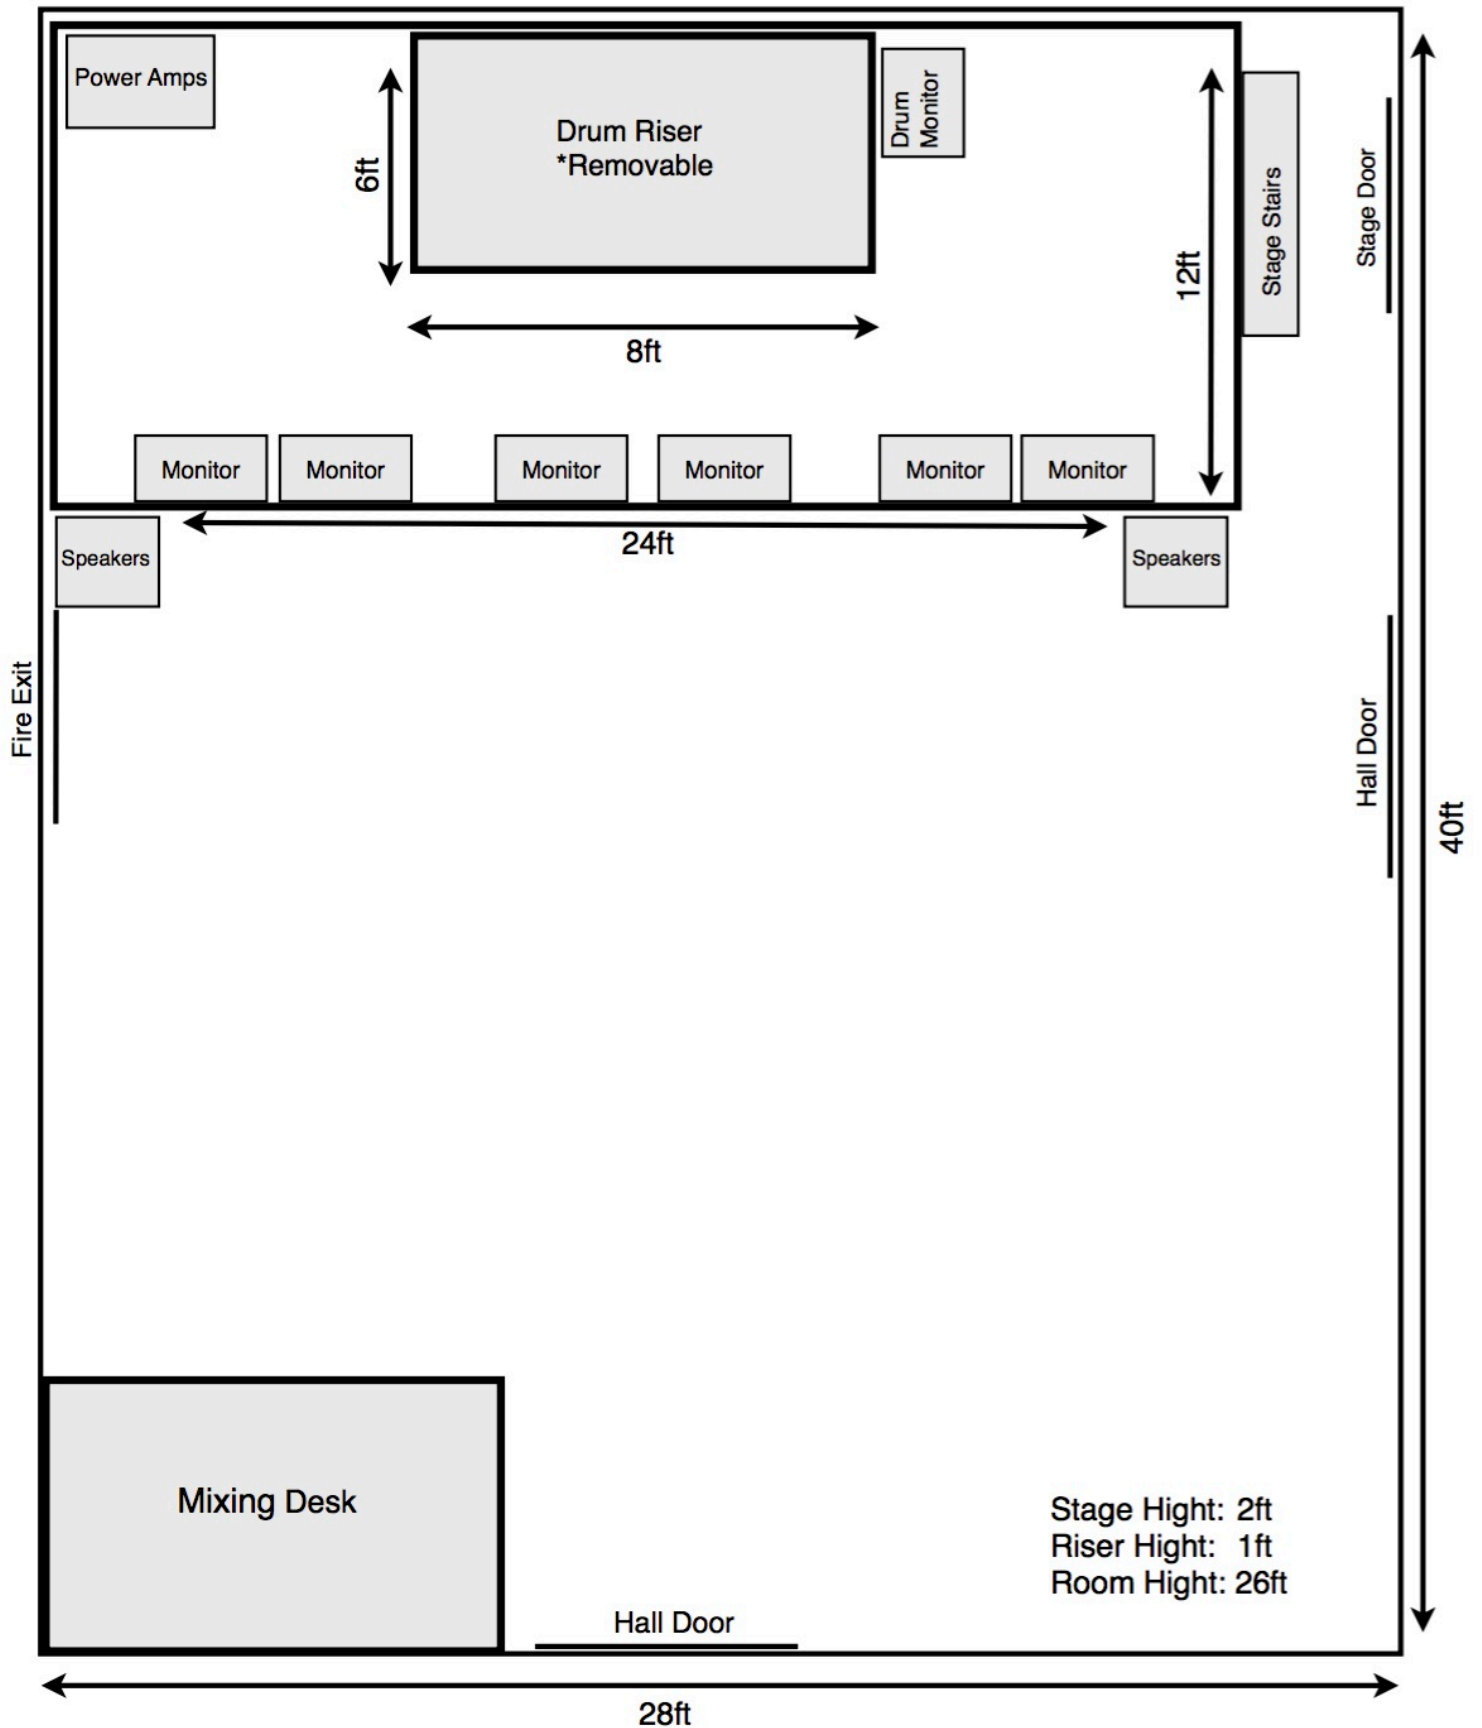 Power Amps
Drum Riser
*Removable
Drum
Monitor
6ft
8ft
12ft
Stage Stairs
Stage Door
Monitor
Monitor
Monitor
Monitor
Monitor
Monitor
24ft
Speakers
Speakers
Fire Exit
Hall Door
40ft
Mixing Desk
Stage Hight: 2ft
Riser Hight: 1ft
Room Hight: 26ft
Hall Door
28ft